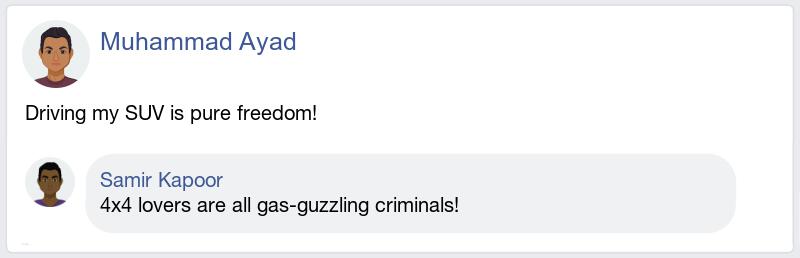 Muhammad Ayad
Driving my SUV is pure freedom!
Samir Kapoor
4x4 lovers are all gas-guzzling criminals!